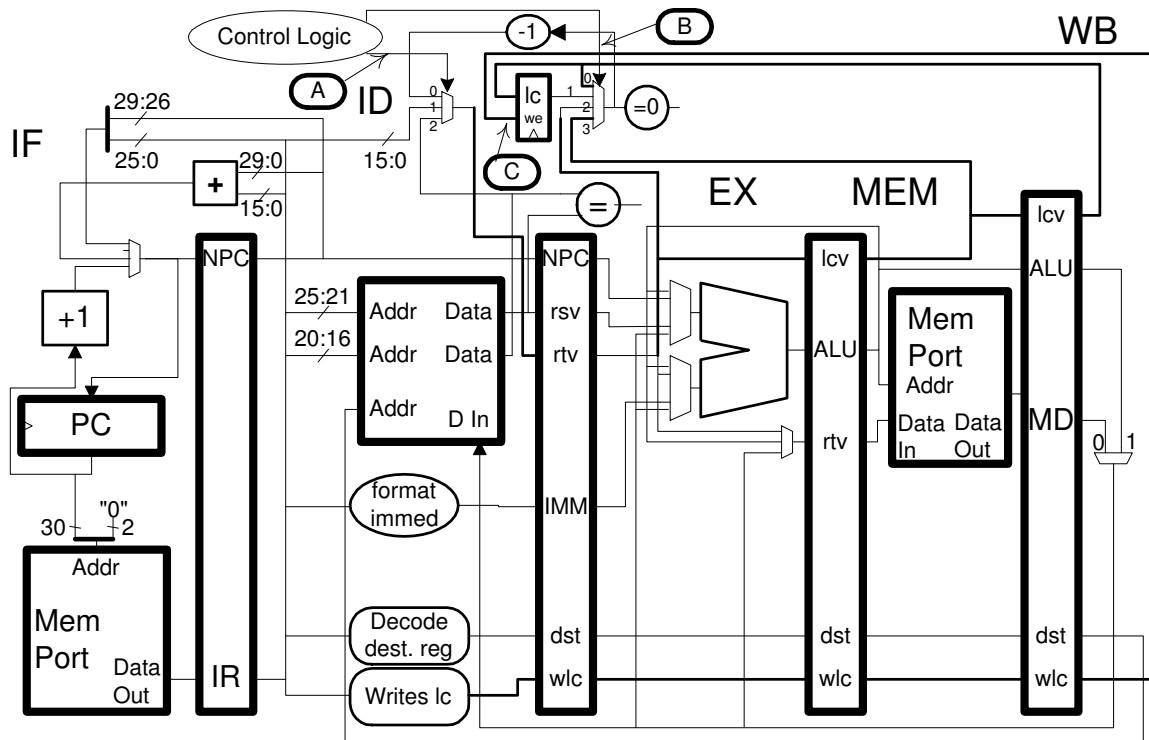 Control Logic
-1
B
WB
A
ID
0
1
2
lc
we
1
0
2
3
=0
C
29:26
25:0
IF
15:0
+
29:0
15:0
=
EX
MEM
lcv
NPC
NPC
lcv
ALU
+1
25:21
Addr
Data
rsv
Mem
Port
20:16
Addr
Data
rtv
ALU
Addr
PC
Addr
D In
Data
In
Data
Out
rtv
MD
0
1
format
immed
IMM
30
"0"
2
Addr
Mem
Port
Data
Out
IR
Decode
dest. reg
dst
dst
dst
Writes lc
wlc
wlc
wlc